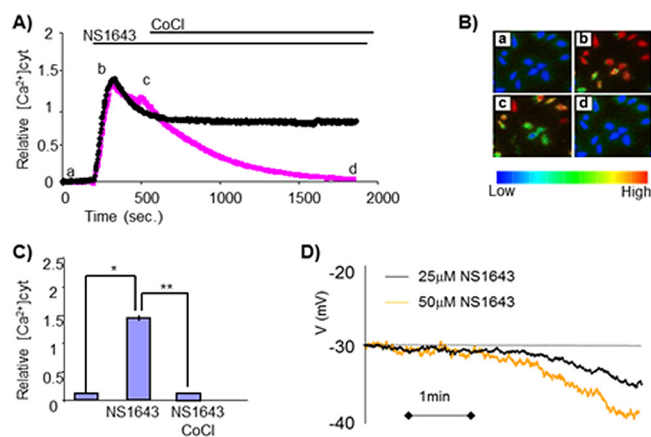 A)
CoCl
NS1643
Relative [Ca²⁺]cyt
2
1.5
1
0.5
0
a
b
c
d
0
500
1000
1500
2000
Time (sec.)
B)
a
b
c
d
Low
High
C)
Relative [Ca²⁺]cyt
2.5
2
1.5
1
0.5
0
*
**
NS1643
NS1643
CoCl
D)
V (mV)
-20
-30
-40
25µM NS1643
50µM NS1643
1min